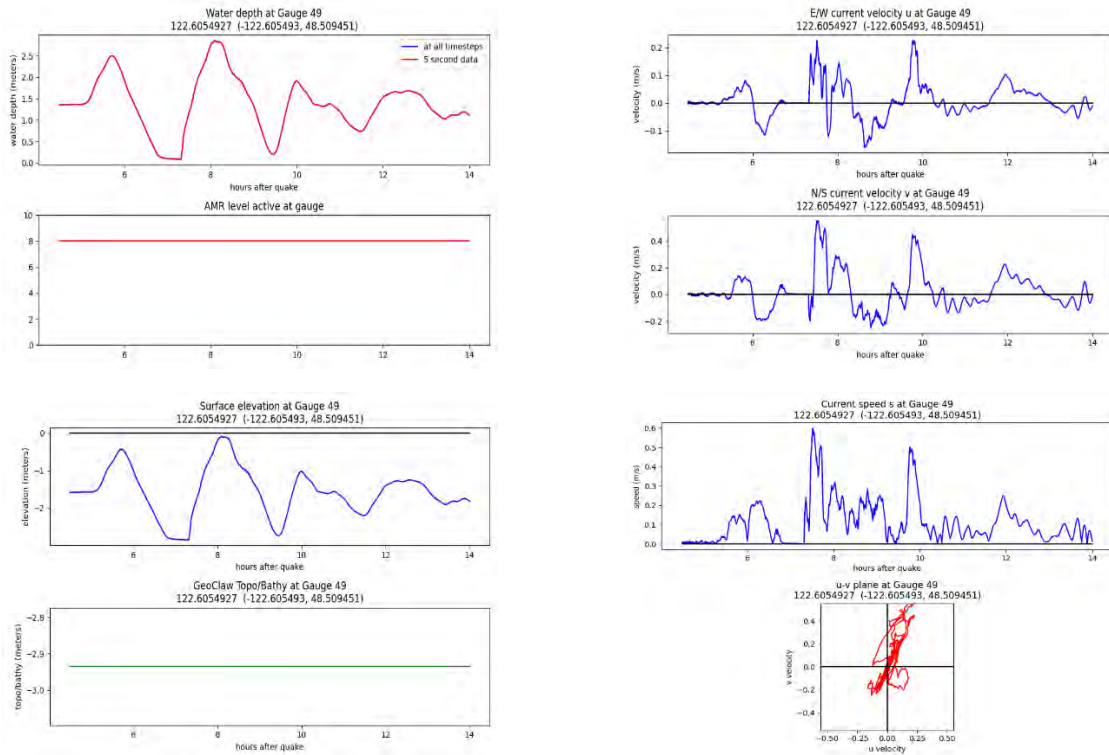 Water depth at Gauge 49
122.6054927 (-122.605493, 48.509451)
at all timesteps
5 second data
water depth (meters)
2.5
2.0
1.5
1.0
0.5
0.0
6 8 10 12 14
hours after quake
AMR level active at gauge
10
8
6
4
2
0
6 8 10 12 14
Surface elevation at Gauge 49
122.6054927 (-122.605493, 48.509451)
elevation (meters)
0
−1
−2
6 8 10 12 14
hours after quake
GeoClaw Topo/Bathy at Gauge 49
122.6054927 (-122.605493, 48.509451)
topo/bathy (meters)
−2.8
−2.9
−3.0
6 8 10 12 14
hours after quake
E/W current velocity u at Gauge 49
122.6054927 (-122.605493, 48.509451)
velocity (m/s)
0.2
0.1
0.0
−0.1
6 8 10 12 14
hours after quake
N/S current velocity v at Gauge 49
122.6054927 (-122.605493, 48.509451)
velocity (m/s)
0.4
0.2
0.0
−0.2
6 8 10 12 14
hours after quake
Current speed s at Gauge 49
122.6054927 (-122.605493, 48.509451)
speed (m/s)
0.6
0.5
0.4
0.3
0.2
0.1
0.0
6 8 10 12 14
hours after quake
u-v plane at Gauge 49
122.6054927 (-122.605493, 48.509451)
v velocity
0.4
0.2
0.0
−0.2
−0.4
−0.50 −0.25 0.00 0.25 0.50
u velocity